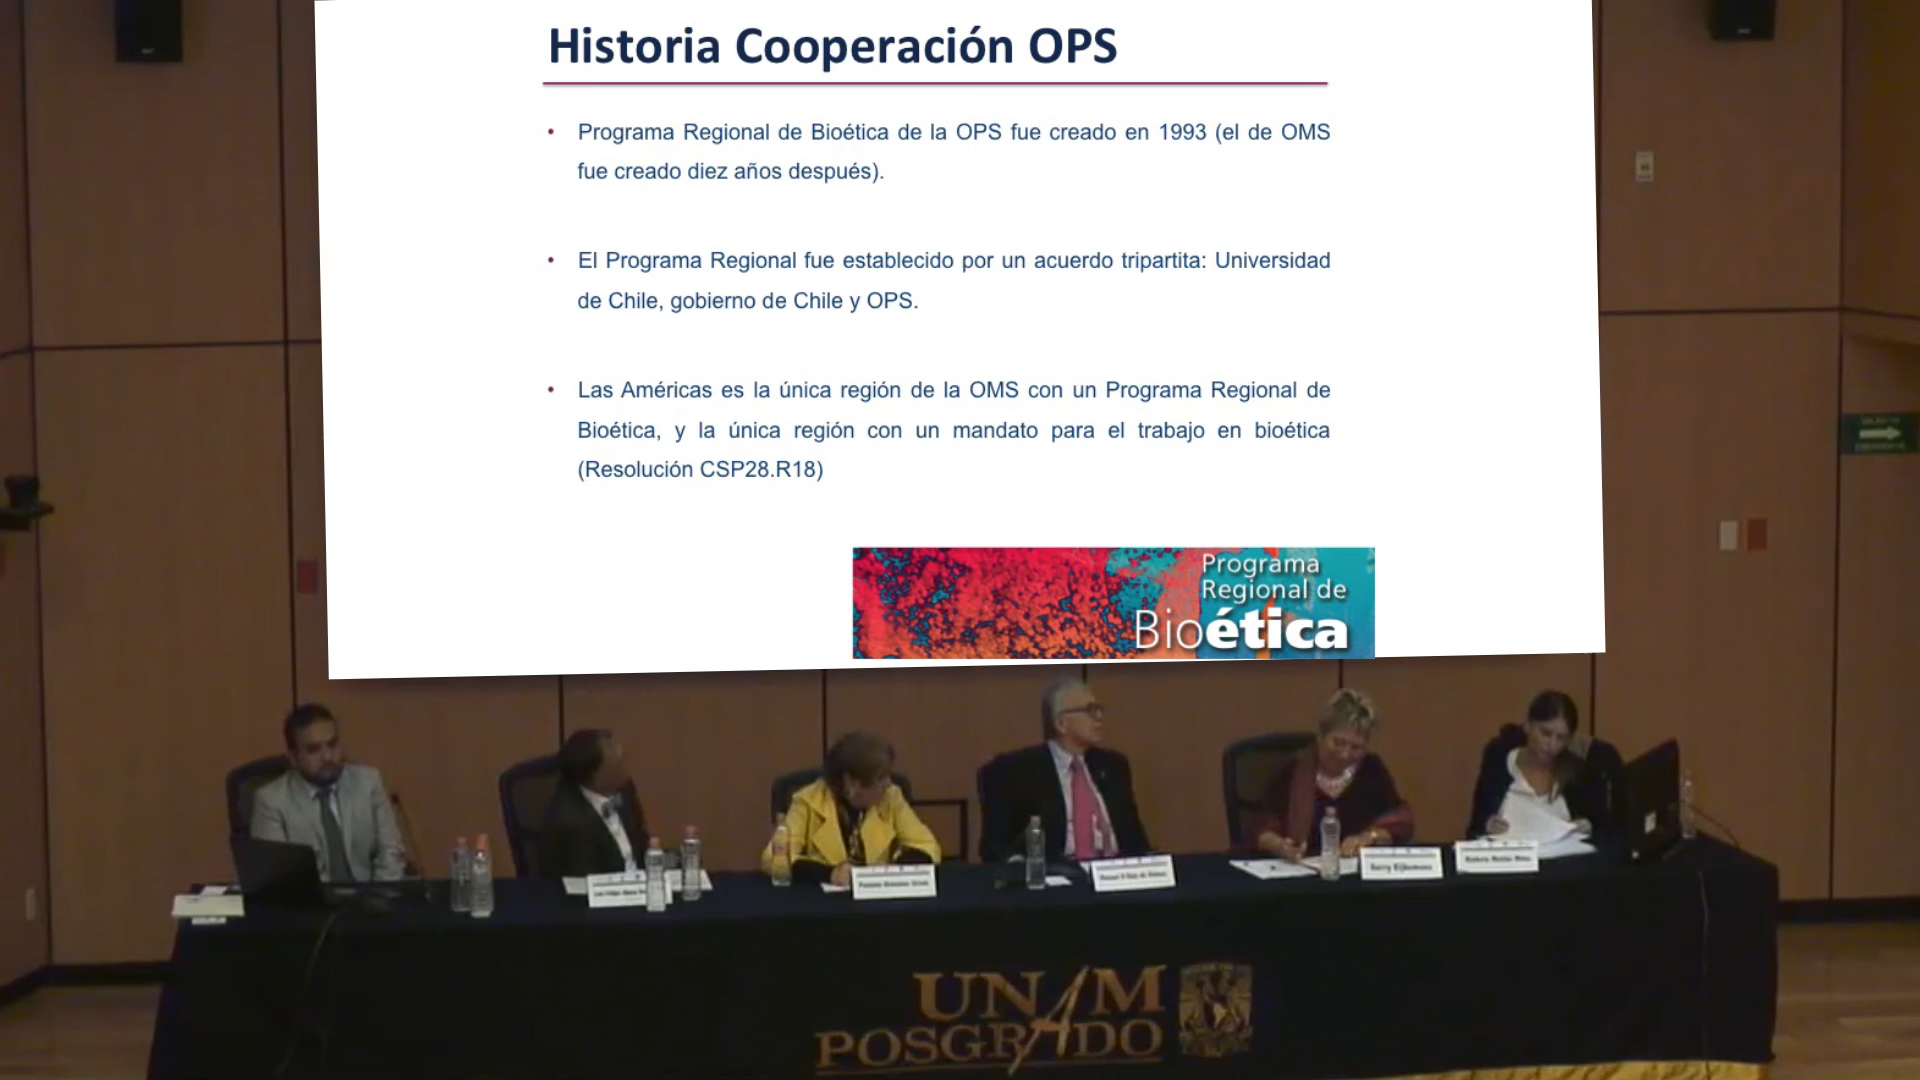 Historia Cooperación OPS
• Programa Regional de Bioética de la OPS fue creado en 1993 (el de OMS
fue creado diez años después).
• El Programa Regional fue establecido por un acuerdo tripartita: Universidad
de Chile, gobierno de Chile y OPS.
• Las Américas es la única región de la OMS con un Programa Regional de
Bioética, y la única región con un mandato para el trabajo en bioética
(Resolución CSP28.R18)
Programa
Regional de
Bioética
Gerry Eijkemans
UNAM
POSGRADO